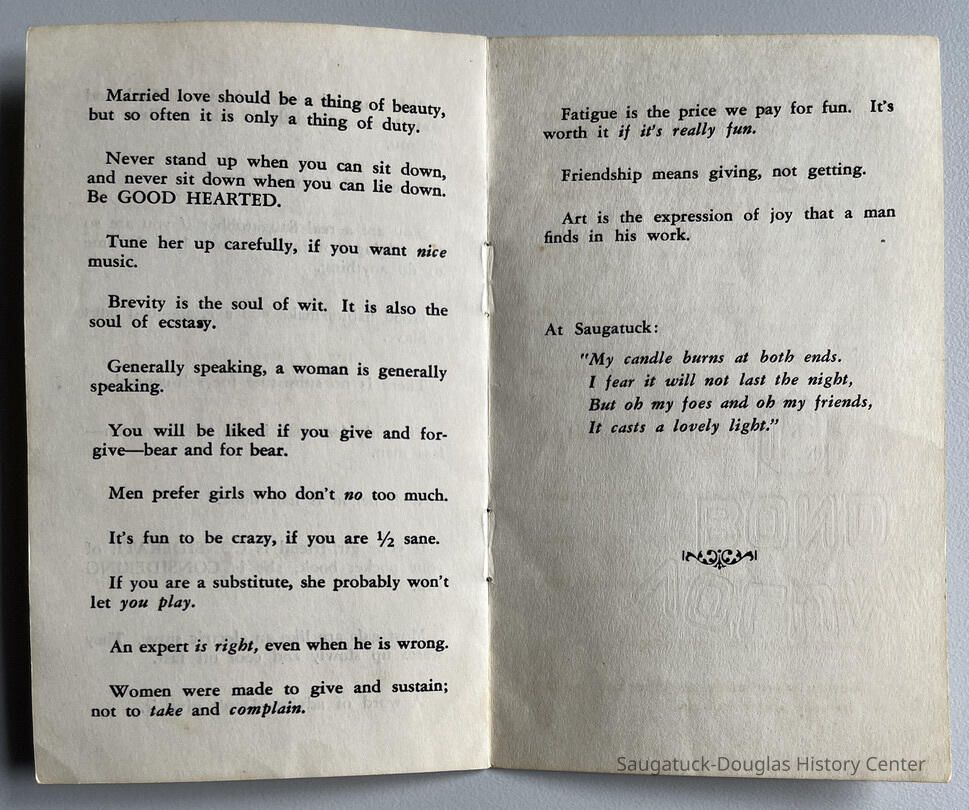 Married love should be a thing of beauty,
but so often it is only a thing of duty.
Never stand up when you can sit down,
and never sit down when you can lie down.
Be GOOD HEARTED.
Tune her up carefully, if you want nice
music.
Brevity is the soul of wit. It is also the
soul of ecstasy.
Generally speaking, a woman is generally
speaking.
You will be liked if you give and for-
give—bear and for bear.
Men prefer girls who don't no too much.
It's fun to be crazy, if you are ½ sane.
If you are a substitute, she probably won't
let you play.
An expert is right, even when he is wrong.
Women were made to give and sustain;
not to take and complain.
Fatigue is the price we pay for fun. It's
worth it if it's really fun.
Friendship means giving, not getting.
Art is the expression of joy that a man
finds in his work.
At Saugatuck:
"My candle burns at both ends.
I fear it will not last the night,
But oh my foes and oh my friends,
It casts a lovely light."
Saugatuck-Douglas History Center